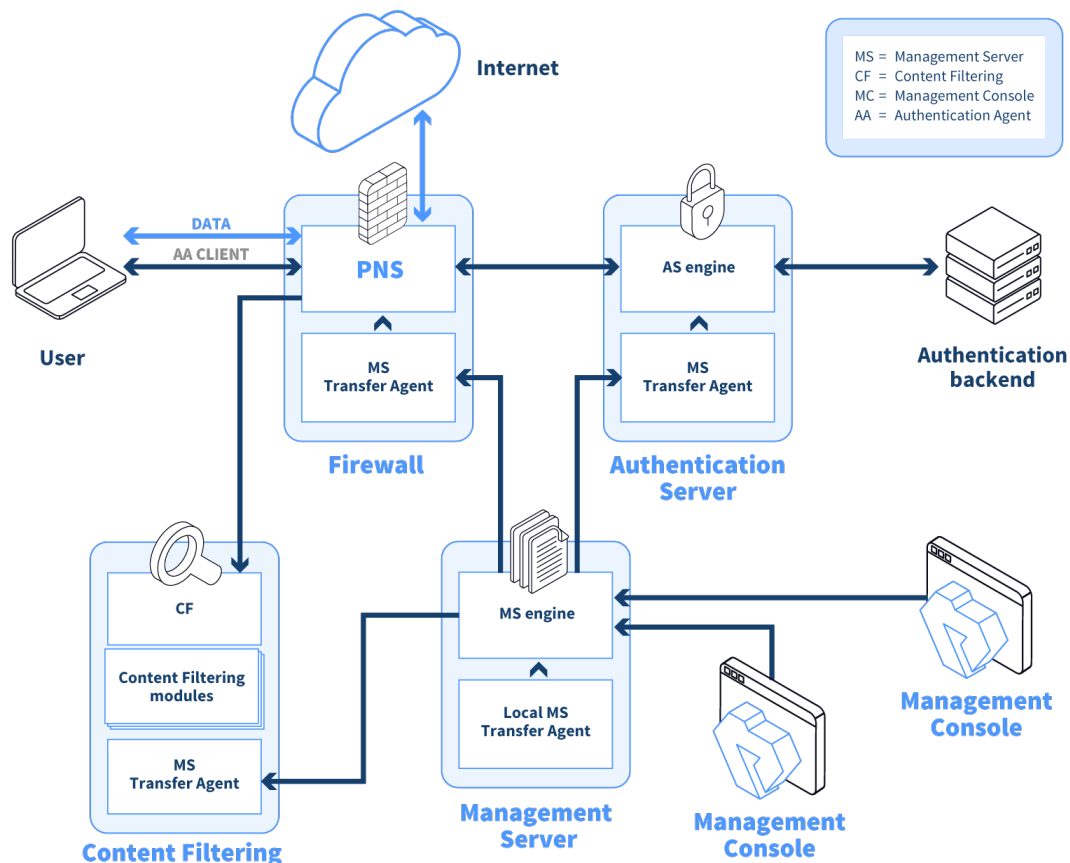 Internet
MS = Management Server
CF = Content Filtering
MC = Management Console
AA = Authentication Agent
DATA
AA CLIENT
User
PNS
MS
Transfer Agent
Firewall
AS engine
MS
Transfer Agent
Authentication
Server
Authentication
backend
CF
Content Filtering
modules
MS
Transfer Agent
Content Filtering
MS engine
Local MS
Transfer Agent
Management
Server
Management
Console
Management
Console